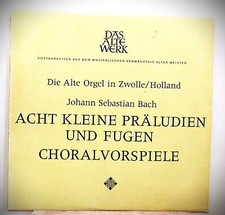 DAS
ALTE
WERK
KOSTBARKEITEN AUS DEM MUSIKALISCHEN VERMÄCHTNIS ALTER MEISTER
Die Alte Orgel in Zwolle/Holland
Johann Sebastian Bach
ACHT KLEINE PRÄLUDIEN
UND FUGEN
CHORALVORSPIELE